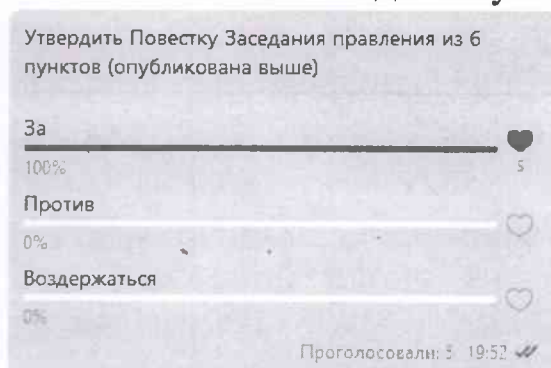 Утвердить Повестку Заседания правления из 6
пунктов (опубликована выше)
За
100%
5
Против
0%
Воздержаться
0%
Проголосовали: 5 19:52